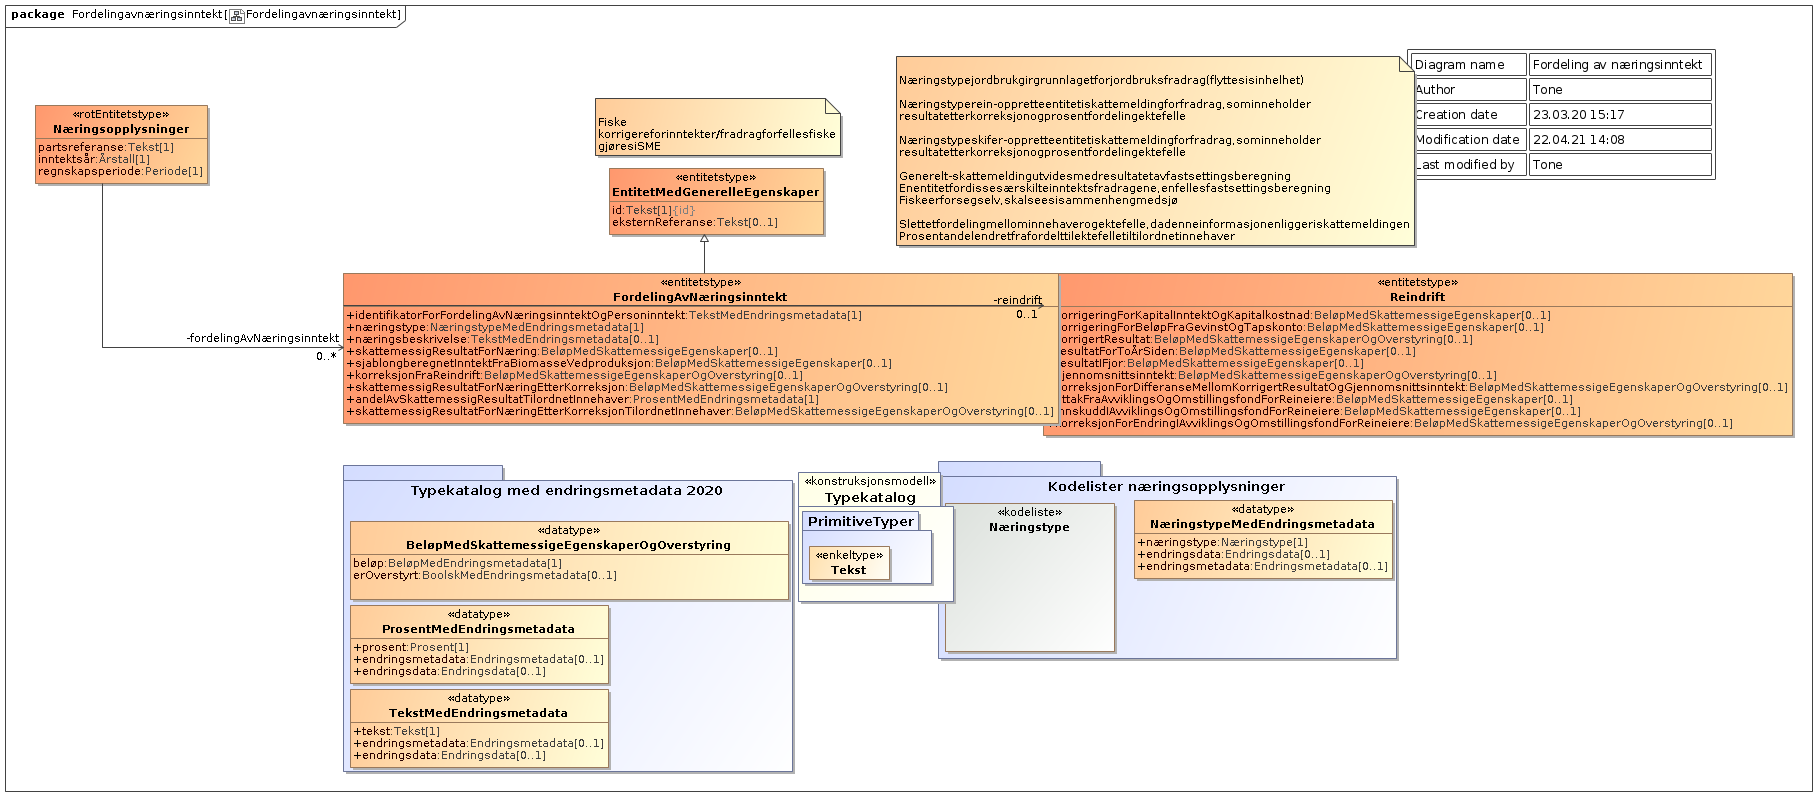 package Fordelingavnæringsinntekt[ Fordelingavnæringsinntekt]
Diagram name Fordeling av næringsinntekt
Author Tone
Creation date 23.03.20 15:17
Modification date 22.04.21 14:08
Last modified by Tone
Næringstypejordbrukgirgrunnlagetforjordbruksfradrag(flyttesisinhelhet)
Næringstyperein-oppretteentitetiskattemeldingforfradrag, sominneholder
resultatetterkorreksjonogprosentfordelingektefelle
Næringstypeskifer-oppretteentitetiskattemeldingforfradrag, sominneholder
resultatetterkorreksjonogprosentfordelingektefelle
Generelt-skattemeldingutvidesmedresultatetavfastsettingsberegning
Enentitetfordissesærskilteinntektsfradragene, enfellesfastsettingsberegning
Fiskeerforsegselv, skalseesisammenhengmedsjø
Slettetfordelingmellominnehaverogektefelle, dadenneinformasjonenliggeriskattemeldingen
Prosentandelendretfrafordelttilektefelletiltilordnetinnehaver
Fiske
korrigereforinntekter/fradragforfellesfiske
gjøresiSME
«rotEntitetstype»
Næringsopplysninger
partsreferanse:Tekst[1]
inntektsår:Årstall[1]
regnskapsperiode:Periode[1]
«entitetstype»
EntitetMedGenerelleEgenskaper
id:Tekst[1]{id}
eksternReferanse:Tekst[0..1]
-fordelingAvNæringsinntekt
0..*
«entitetstype»
FordelingAvNæringsinntekt
-reindrift
0..1
+identifikatorForFordelingAvNæringsinntektOgPersoninntekt:TekstMedEndringsmetadata[1]
+næringstype:NæringstypeMedEndringsmetadata[1]
+næringsbeskrivelse:TekstMedEndringsmetadata[0..1]
+skattemessigResultatForNæring:BeløpMedSkattemessigeEgenskaper[0..1]
+sjablongberegnetInntektFraBiomasseVedproduksjon:BeløpMedSkattemessigeEgenskaper[0..1]
+korreksjonFraReindrift:BeløpMedSkattemessigeEgenskaperOgOverstyring[0..1]
+skattemessigResultatForNæringEtterKorreksjon:BeløpMedSkattemessigeEgenskaperOgOverstyring[0..1]
+andelAvSkattemessigResultatTilordnetInnehaver:ProsentMedEndringsmetadata[1]
+skattemessigResultatForNæringEtterKorreksjonTilordnetInnehaver:BeløpMedSkattemessigeEgenskaperOgOverstyring[0..1]
«entitetstype»
Reindrift
orrigeringForKapitalInntektOgKapitalkostnad:BeløpMedSkattemessigeEgenskaper[0..1]
orrigeringForBeløpFraGevinstOgTapskonto:BeløpMedSkattemessigeEgenskaper[0..1]
orrigertResultat:BeløpMedSkattemessigeEgenskaperOgOverstyring[0..1]
esultatForToÅrSiden:BeløpMedSkattemessigeEgenskaper[0..1]
esultatIFjor:BeløpMedSkattemessigeEgenskaper[0..1]
jennomsnittsinntekt:BeløpMedSkattemessigeEgenskaperOgOverstyring[0..1]
orreksjonForDifferanseMellomKorrigertResultatOgGjennomsnittsinntekt:BeløpMedSkattemessigeEgenskaperOgOverstyring[0..1]
ttakFraAvviklingsOgOmstillingsfondForReineiere:BeløpMedSkattemessigeEgenskaper[0..1]
nnskuddIAvviklingsOgOmstillingsfondForReineiere:BeløpMedSkattemessigeEgenskaper[0..1]
korreksjonForEndringIAvviklingsOgOmstillingsfondForReineiere:BeløpMedSkattemessigeEgenskaperOgOverstyring[0..1]
Typekatalog med endringsmetadata 2020
«datatype»
BeløpMedSkattemessigeEgenskaperOgOverstyring
beløp:BeløpMedEndringsmetadata[1]
erOverstyrt:BoolskMedEndringsmetadata[0..1]
«datatype»
ProsentMedEndringsmetadata
+prosent:Prosent[1]
+endringsmetadata:Endringsmetadata[0..1]
+endringsdata:Endringsdata[0..1]
«datatype»
TekstMedEndringsmetadata
+tekst:Tekst[1]
+endringsmetadata:Endringsmetadata[0..1]
+endringsdata:Endringsdata[0..1]
«konstruksjonsmodell»
Typekatalog
PrimitiveTyper
«enkeltype»
Tekst
Kodelister næringsopplysninger
«kodeliste»
Næringstype
«datatype»
NæringstypeMedEndringsmetadata
+næringstype:Næringstype[1]
+endringsdata:Endringsdata[0..1]
+endringsmetadata:Endringsmetadata[0..1]